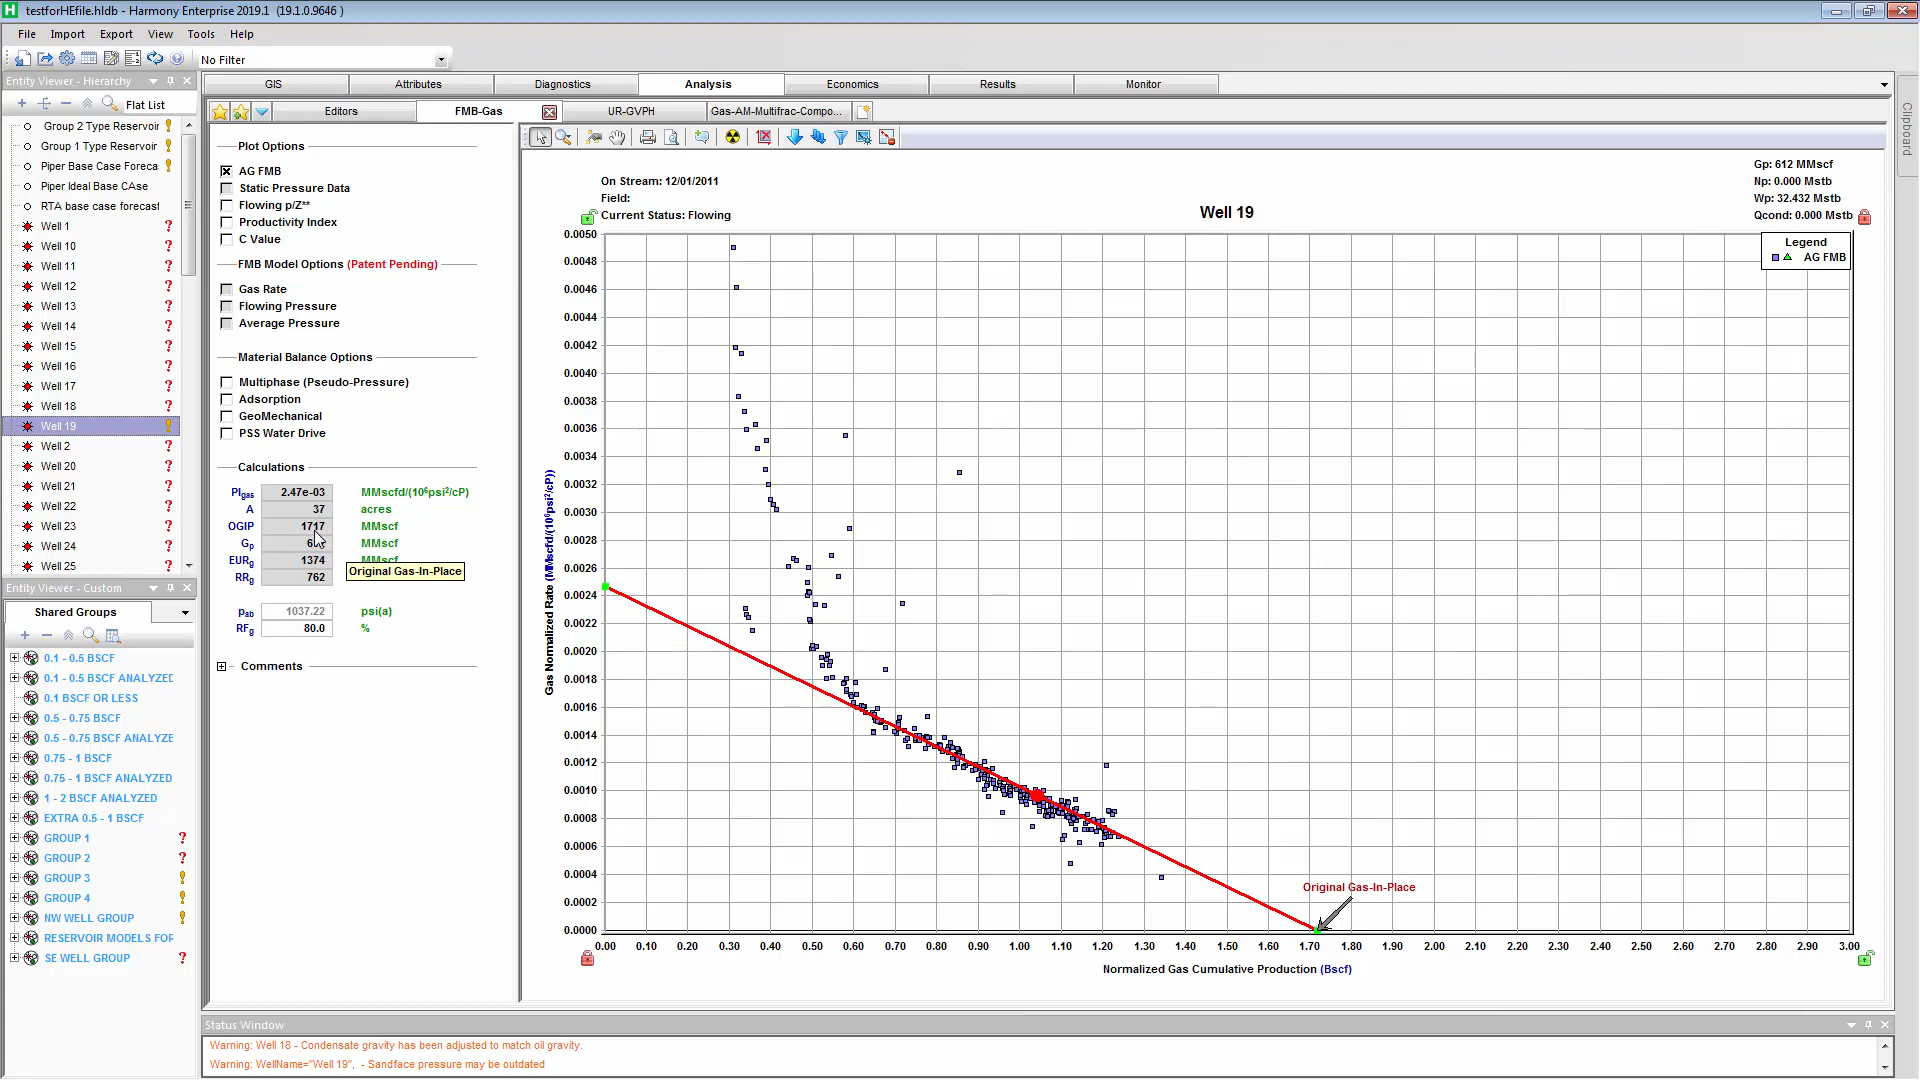 testforHEfile.hldb - Harmony Enterprise 2019.1 (19.1.0.9646 )
File Import Export View Tools Help
No Filter
Entity Viewer - Hierarchy
Flat List
Group 2 Type Reservoir
Group 1 Type Reservoir
Piper Base Case Foreca
Piper Ideal Base CAse
RTA base case forecast
Well 1
Well 10
Well 11
Well 12
Well 13
Well 14
Well 15
Well 16
Well 17
Well 18
Well 19
Well 2
Well 20
Well 21
Well 22
Well 23
Well 24
Well 25
Entity Viewer - Custom
Shared Groups
0.1 - 0.5 BSCF
0.1 - 0.5 BSCF ANALYZED
0.1 BSCF OR LESS
0.5 - 0.75 BSCF
0.5 - 0.75 BSCF ANALYZE
0.75 - 1 BSCF
0.75 - 1 BSCF ANALYZED
1 - 2 BSCF ANALYZED
EXTRA 0.5 - 1 BSCF
GROUP 1
GROUP 2
GROUP 3
GROUP 4
NW WELL GROUP
RESERVOIR MODELS FOR
SE WELL GROUP
GIS Attributes Diagnostics Analysis Economics Results Monitor
Editors FMB-Gas UR-GVPH Gas-AM-Multifrac-Compo...
Plot Options
AG FMB
Static Pressure Data
Flowing p/Z**
Productivity Index
C Value
FMB Model Options (Patent Pending)
Gas Rate
Flowing Pressure
Average Pressure
Material Balance Options
Multiphase (Pseudo-Pressure)
Adsorption
GeoMechanical
PSS Water Drive
Calculations
PIgas 2.47e-03 MMscfd/(10⁶psi²/cP)
A 37 acres
OGIP 1717 MMscf
Gp MMscf
EURg 1374 MMscf
RRg 762
Original Gas-In-Place
pab 1037.22 psi(a)
RFg 80.0 %
Comments
On Stream: 12/01/2011
Field:
Current Status: Flowing
Well 19
Gp: 612 MMscf
Np: 0.000 Mstb
Wp: 32.432 Mstb
Qcond: 0.000 Mstb
Legend
AG FMB
Gas Normalized Rate (MMscfd/(10⁶psi²/cP))
0.0050
0.0048
0.0046
0.0044
0.0042
0.0040
0.0038
0.0036
0.0034
0.0032
0.0030
0.0028
0.0026
0.0024
0.0022
0.0020
0.0018
0.0016
0.0014
0.0012
0.0010
0.0008
0.0006
0.0004
0.0002
0.0000
Original Gas-In-Place
0.00 0.10 0.20 0.30 0.40 0.50 0.60 0.70 0.80 0.90 1.00 1.10 1.20 1.30 1.40 1.50 1.60 1.70 1.80 1.90 2.00 2.10 2.20 2.30 2.40 2.50 2.60 2.70 2.80 2.90 3.00
Normalized Gas Cumulative Production (Bscf)
Clipboard
Status Window
Warning: Well 18 - Condensate gravity has been adjusted to match oil gravity.
Warning: WellName="Well 19", - Sandface pressure may be outdated